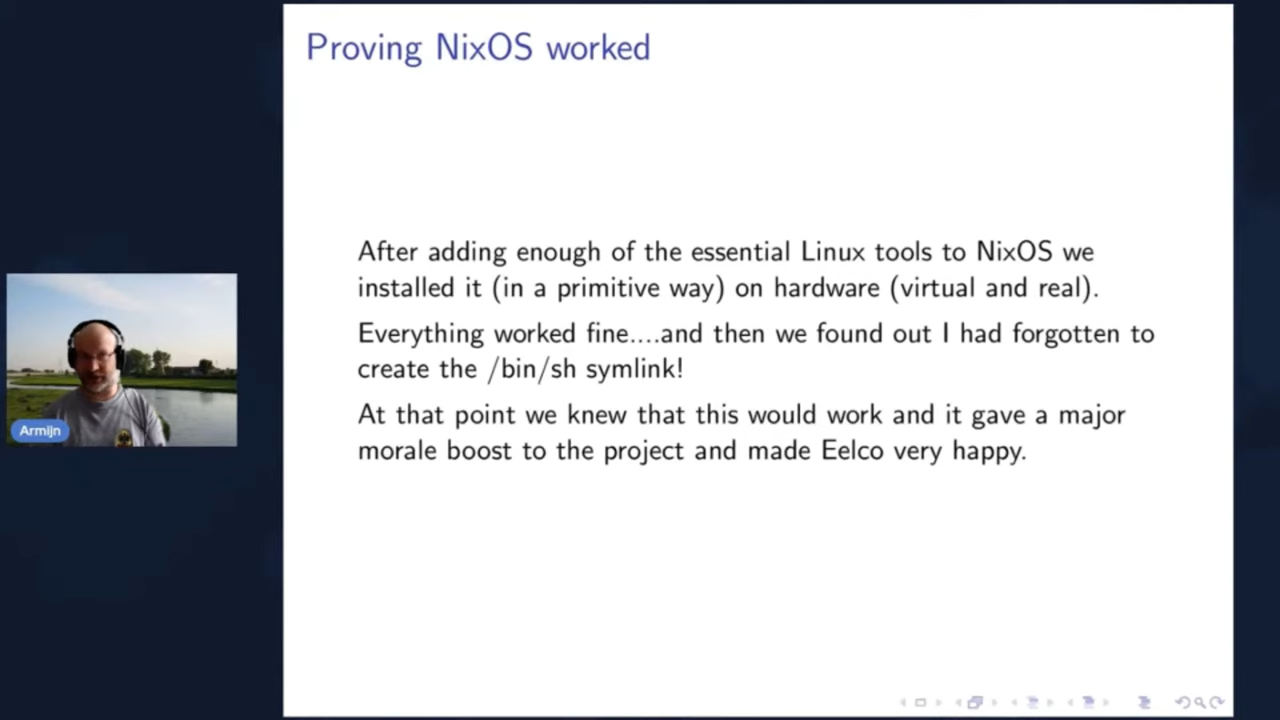 Proving NixOS worked
After adding enough of the essential Linux tools to NixOS we
installed it (in a primitive way) on hardware (virtual and real).
Everything worked fine....and then we found out I had forgotten to
create the /bin/sh symlink!
At that point we knew that this would work and it gave a major
morale boost to the project and made Eelco very happy.
Armijn